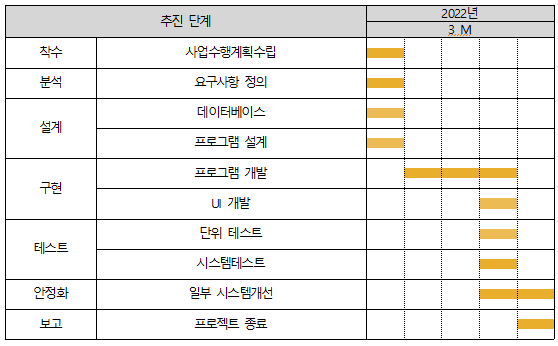 추진 단계
2022년
3 M
착수
사업수행계획수립
분석
요구사항 정의
설계
데이터베이스
프로그램 설계
구현
프로그램 개발
UI 개발
테스트
단위 테스트
시스템테스트
안정화
일부 시스템개선
보고
프로젝트 종료